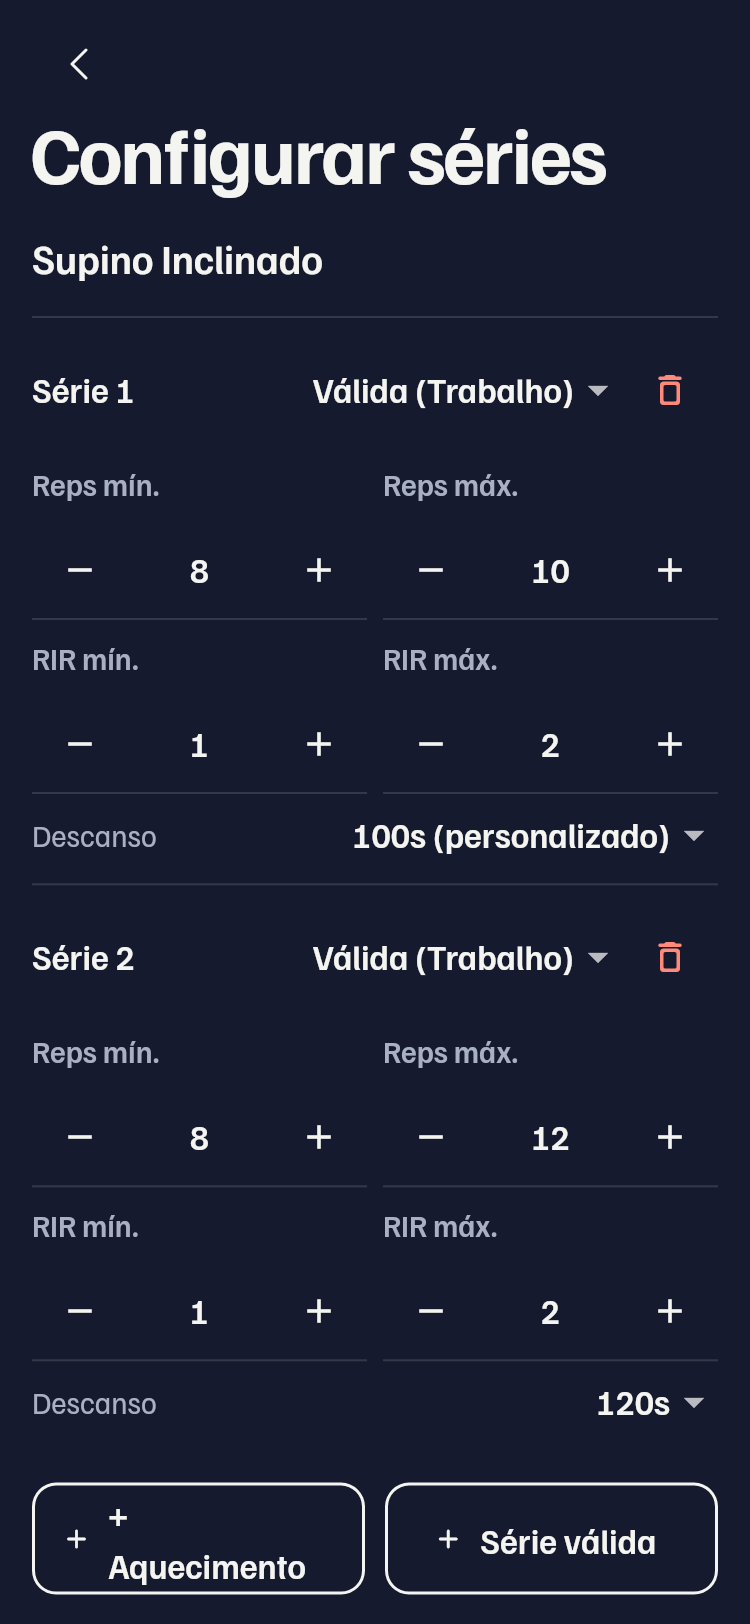 Configurar séries
Supino Inclinado
Série 1 Válida (Trabalho)
Reps mín. Reps máx.
− 8 + − 10 +
RIR mín. RIR máx.
− 1 + − 2 +
Descanso 100s (personalizado)
Série 2 Válida (Trabalho)
Reps mín. Reps máx.
− 8 + − 12 +
RIR mín. RIR máx.
− 1 + − 2 +
Descanso 120s
+ +
Aquecimento
+ Série válida